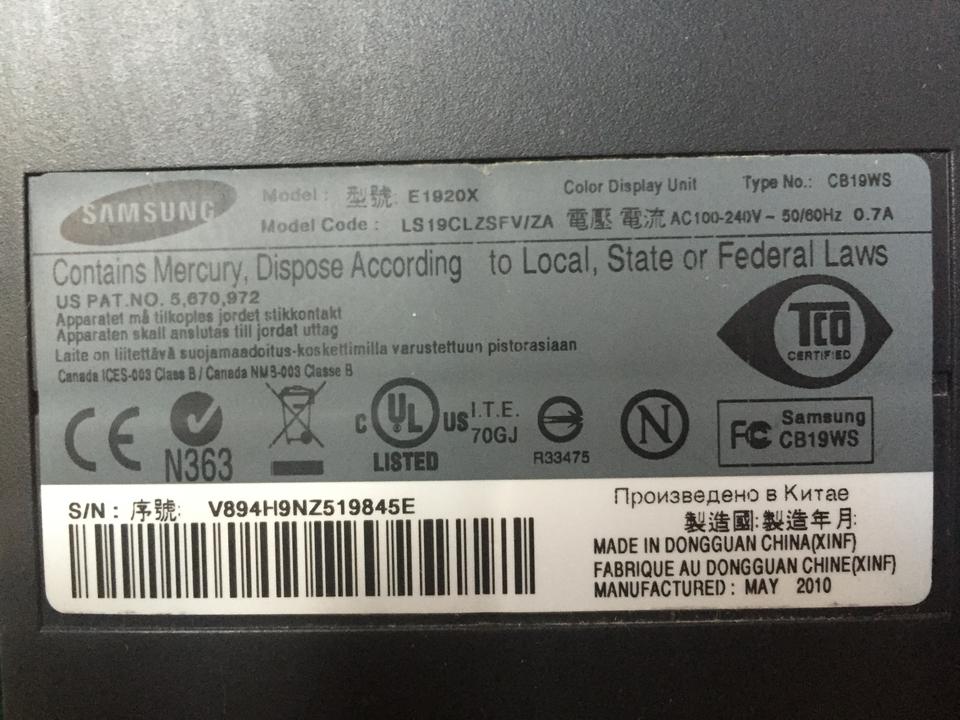 SAMSUNG
Model : 型號: E1920X Color Display Unit Type No.: CB19WS
Model Code : LS19CLZSFV/ZA 電壓 電流 AC100-240V~ 50/60Hz 0.7A
Contains Mercury, Dispose According to Local, State or Federal Laws
US PAT.NO. 5,670,972
Apparatet må tilkoples jordet stikkontakt
Apparaten skall anslutas till jordat uttag
Laite on liitettävä suojamaadoitus-koskettimilla varustettuun pistorasiaan
Canada ICES-003 Class B / Canada NMB-003 Classe B
TCO
CERTIFIED
CE
N363
C UL US I.T.E.
70GJ
LISTED
R33475
N
FC Samsung
CB19WS
S/N : 序號: V894H9NZ519845E
Произведено в Китае
製造國: 製造年月:
MADE IN DONGGUAN CHINA(XINF)
FABRIQUE AU DONGGUAN CHINE(XINF)
MANUFACTURED : MAY 2010